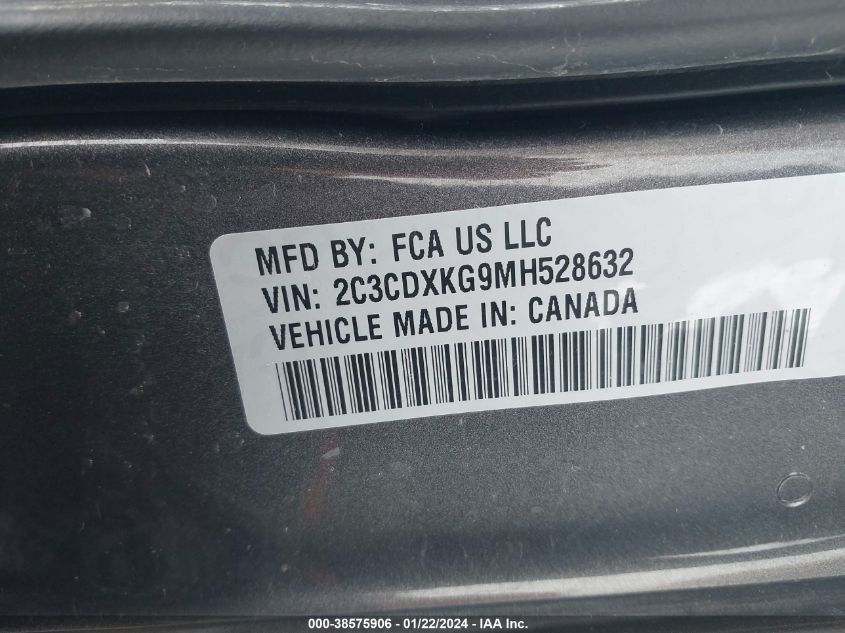 MFD BY: FCA US LLC
VIN: 2C3CDXKG9MH528632
VEHICLE MADE IN: CANADA
000-38575906 - 01/22/2024 - IAA Inc.